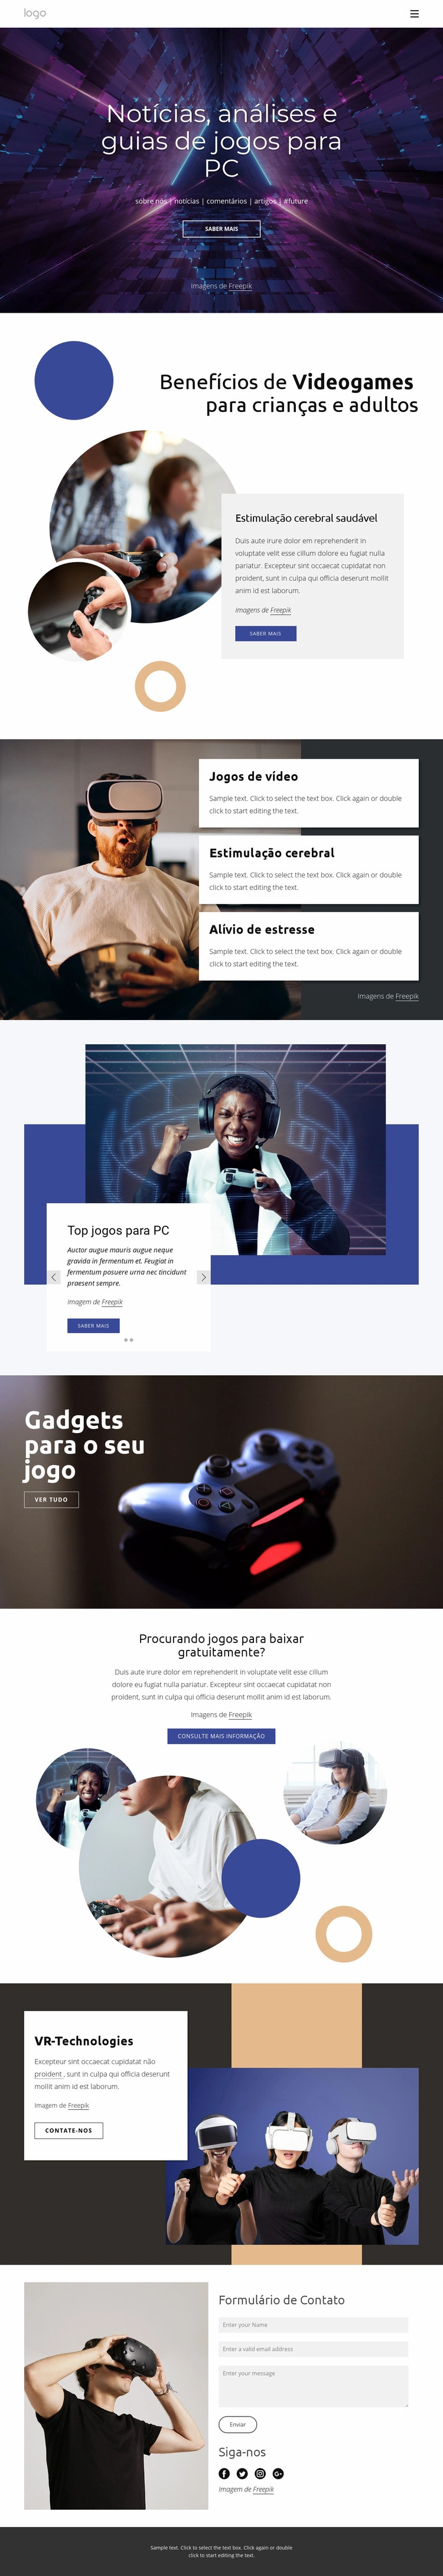 logo
Notícias, análises e
guias de jogos para
PC
sobre nós | notícias | comentários | artigos | #future
SABER MAIS
Imagens de Freepik
Benefícios de Videogames
para crianças e adultos
Estimulação cerebral saudável
Duis aute irure dolor em reprehenderit in
voluptate velit esse cillum dolore eu fugiat nulla
pariatur. Excepteur sint occaecat cupidatat non
proident, sunt in culpa qui officia deserunt mollit
anim id est laborum.
Imagens de Freepik
SABER MAIS
Jogos de vídeo
Sample text. Click to select the text box. Click again or double
click to start editing the text.
Estimulação cerebral
Sample text. Click to select the text box. Click again or double
click to start editing the text.
Alívio de estresse
Sample text. Click to select the text box. Click again or double
click to start editing the text.
Imagens de Freepik
Top jogos para PC
Auctor augue mauris augue neque
gravida in fermentum et. Feugiat in
fermentum posuere urna nec tincidunt
praesent sempre.
Imagem de Freepik
SABER MAIS
Gadgets
para o seu
jogo
VER TUDO
Procurando jogos para baixar
gratuitamente?
Duis aute irure dolor em reprehenderit in voluptate velit esse cillum
dolore eu fugiat nulla pariatur. Excepteur sint occaecat cupidatat non
proident, sunt in culpa qui officia deserunt mollit anim id est laborum.
Imagens de Freepik
CONSULTE MAIS INFORMAÇÃO
VR-Technologies
Excepteur sint occaecat cupidatat não
proident , sunt in culpa qui officia deserunt
mollit anim id est laborum.
Imagem de Freepik
CONTATE-NOS
Formulário de Contato
Enter your Name
Enter a valid email address
Enter your message
Enviar
Siga-nos
Imagem de Freepik
Sample text. Click to select the text box. Click again or double
click to start editing the text.